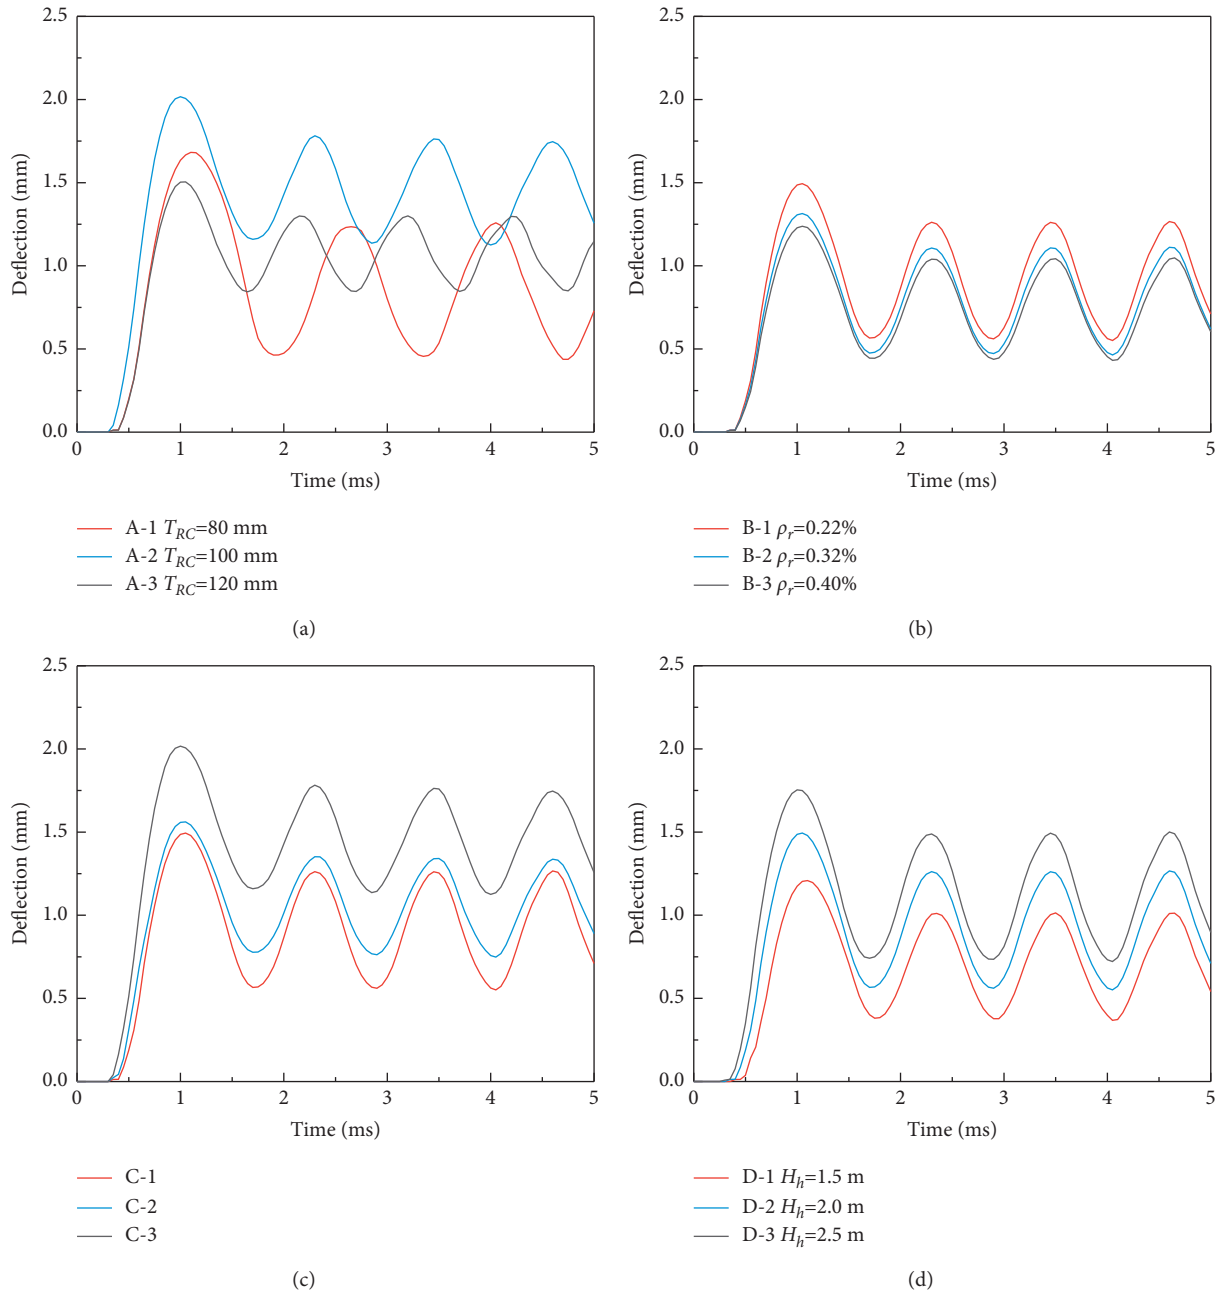 2.5
2.0
1.5
1.0
0.5
0.0
Deflection (mm)
0 1 2 3 4 5
Time (ms)
A-1 T_RC=80 mm
A-2 T_RC=100 mm
A-3 T_RC=120 mm
(a)
2.5
2.0
1.5
1.0
0.5
0.0
Deflection (mm)
0 1 2 3 4 5
Time (ms)
B-1 ρ_r=0.22%
B-2 ρ_r=0.32%
B-3 ρ_r=0.40%
(b)
2.5
2.0
1.5
1.0
0.5
0.0
Deflection (mm)
0 1 2 3 4 5
Time (ms)
C-1
C-2
C-3
(c)
2.5
2.0
1.5
1.0
0.5
0.0
Deflection (mm)
0 1 2 3 4 5
Time (ms)
D-1 H_h=1.5 m
D-2 H_h=2.0 m
D-3 H_h=2.5 m
(d)